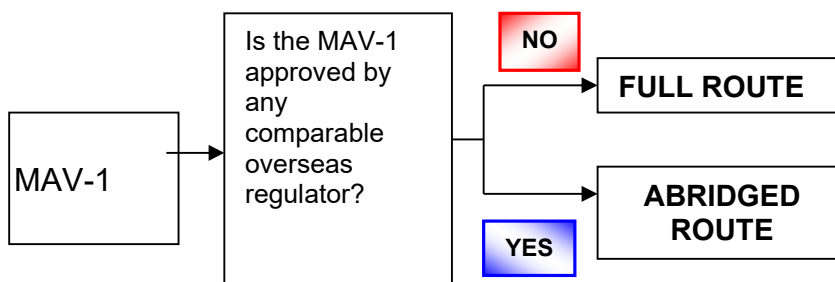 MAV-1
Is the MAV-1
approved by
any
comparable
overseas
regulator?
NO
FULL ROUTE
YES
ABRIDGED
ROUTE